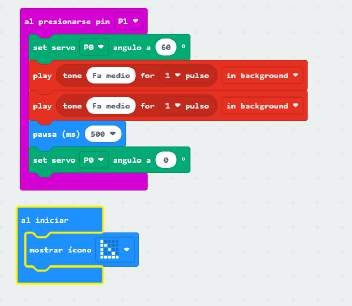 al presionarse pin P1
set servo P0 angulo a 60 °
play tone Fa medio for 1 pulso in background
play tone Fa medio for 1 pulso in background
pausa (ms) 500
set servo P0 angulo a 0 °
al iniciar
mostrar ícono